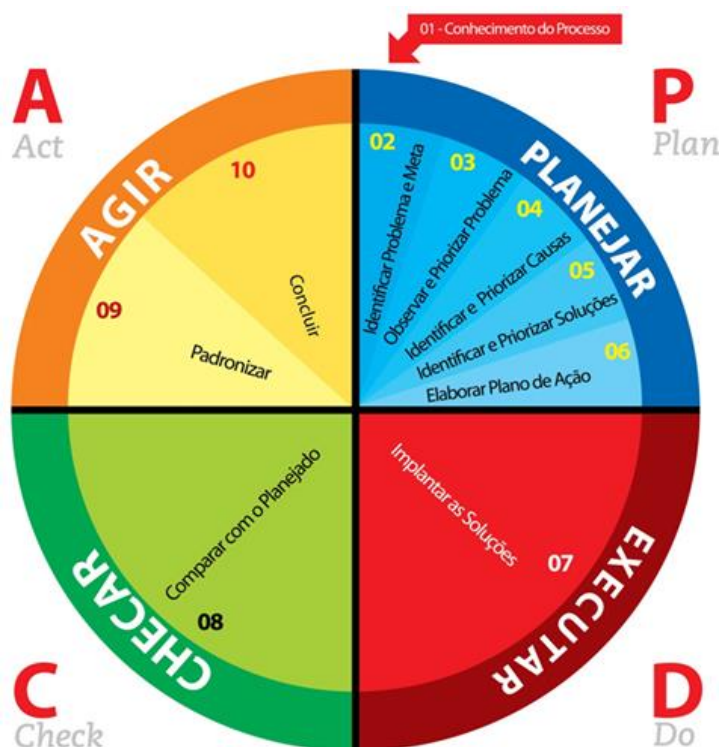 01 - Conhecimento do Processo
A
Act
P
Plan
AGIR
PLANEJAR
10
Concluir
09
Padronizar
02
Identificar Problema e Meta
03
Observar e Priorizar Problema
04
Identificar e Priorizar Causas
05
Identificar e Priorizar Soluções
06
Elaborar Plano de Ação
Comparar com o Planejado
08
CHECAR
Implantar as Soluções
07
EXECUTAR
C
Check
D
Do